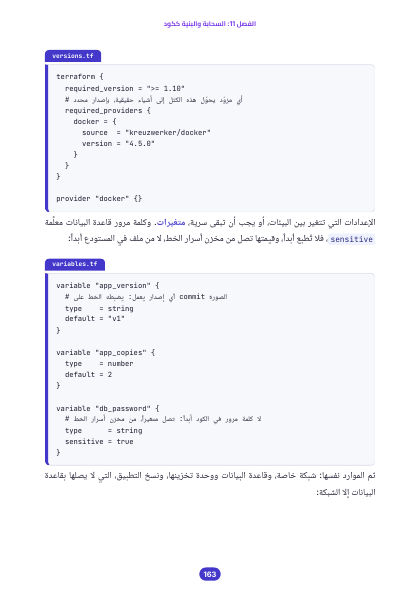 الفصل 11: السحابة والبنية ككود
versions.tf
terraform {
  required_version = ">= 1.10"
  # أي مزوّد يحوّل هذه الكتل إلى أشياء حقيقية، بإصدار محدد
  required_providers {
    docker = {
      source  = "kreuzwerker/docker"
      version = "4.5.0"
    }
  }
}

provider "docker" {}
الإعدادات التي تتغير بين البيئات، أو يجب أن تبقى سرية، متغيرات. وكلمة مرور قاعدة البيانات معلّمة
sensitive، فلا تُطبع أبداً، وقيمتها تصل من مخزن أسرار الخط، لا من ملف في المستودع أبداً:
variables.tf
variable "app_version" {
  # أي إصدار يعمل: يضبطه الخط على commit الصورة
  type    = string
  default = "v1"
}

variable "app_copies" {
  type    = number
  default = 2
}

variable "db_password" {
  # لا كلمة مرور في الكود أبداً: تصل متغيراً، من مخزن أسرار الخط
  type      = string
  sensitive = true
}
ثم الموارد نفسها: شبكة خاصة، وقاعدة البيانات ووحدة تخزينها، ونسخ التطبيق، التي لا يصلها بقاعدة
البيانات إلا الشبكة:
163